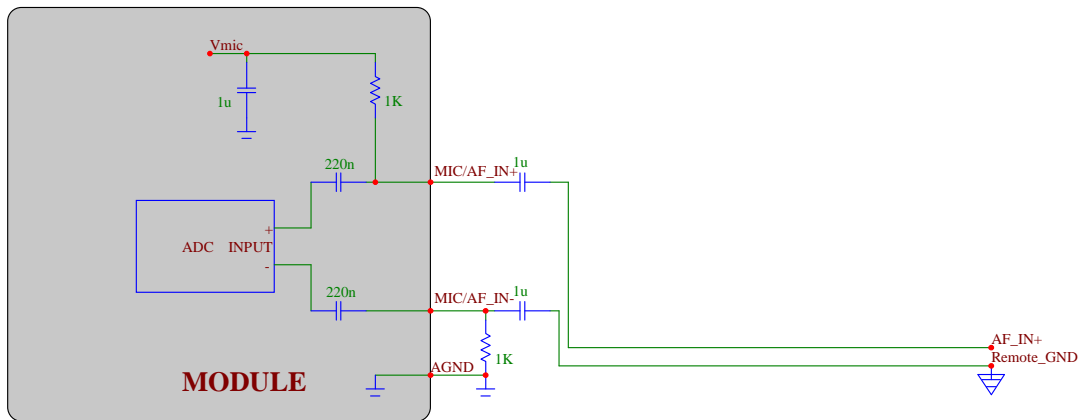 Vmic
1u
1K
220n
MIC/AF_IN+
1u
+
ADC INPUT
-
220n
MIC/AF_IN-
1u
AF_IN+
Remote_GND
AGND
1K
MODULE